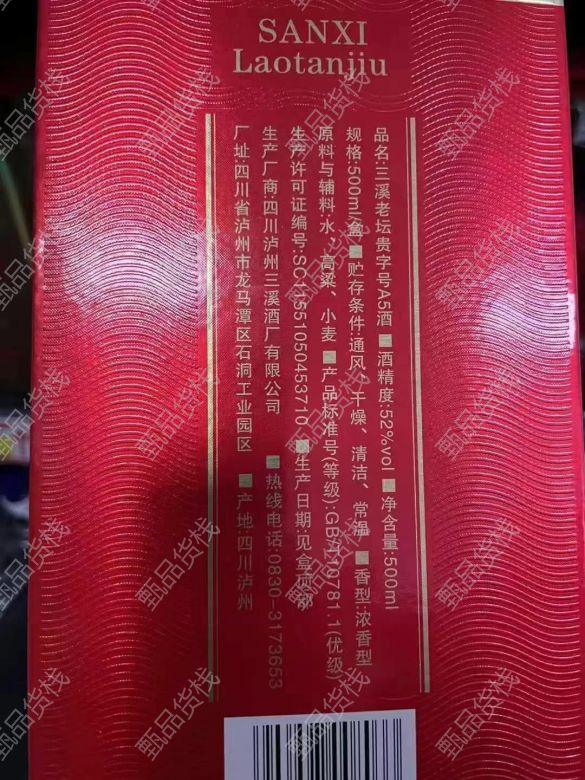 SANXI
Laotanjiu
品名:三溪老坛贵字号A5酒 酒精度:52%vol 净含量:500ml
规格:500ml/盒 贮存条件:通风、干燥、清洁、常温 香型:浓香型
原料与辅料:水、高粱、小麦 产品标准号(等级):GB/T10781.1(优级)
生产许可证编号:SC11551050453710 生产日期:见盒顶部
生产厂商:四川泸州三溪酒厂有限公司 热线电话:0830-3173653
厂址:四川省泸州市龙马潭区石洞工业园区 产地:四川泸州
甄品货栈